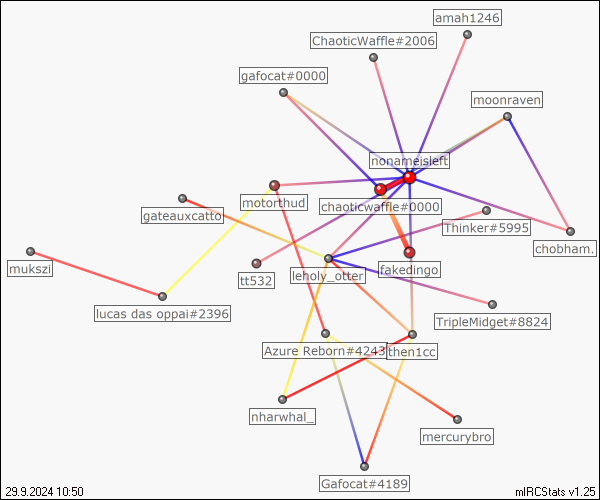 amah1246
ChaoticWaffle#2006
gafocat#0000
moonraven
nonameisleft
motorthud
chaoticwaffle#0000
gateauxcatto
Thinker#5995
chobham.
mukszi
tt532
leholy_otter
fakedingo
lucas das oppai#2396
TripleMidget#8824
Azure Reborn#4243
then1cc
nharwhal_
mercurybro
Gafocat#4189
29.9.2024 10:50
mIRCStats v1.25